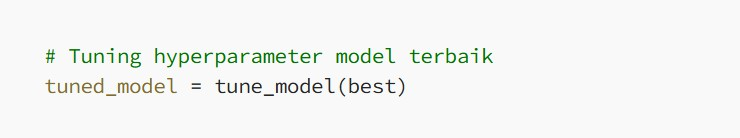 # Tuning hyperparameter model terbaik
tuned_model = tune_model(best)